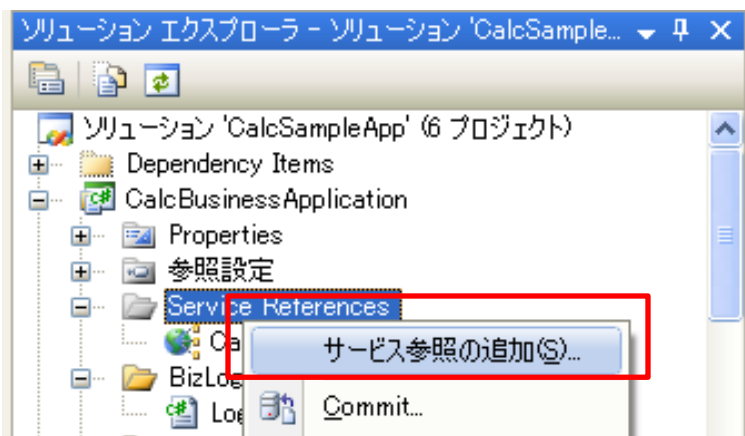 ソリューション エクスプローラ - ソリューション 'CalcSample...
ソリューション 'CalcSampleApp' (6 プロジェクト)
Dependency Items
CalcBusinessApplication
Properties
参照設定
Service References
サービス参照の追加(S)...
Commit...